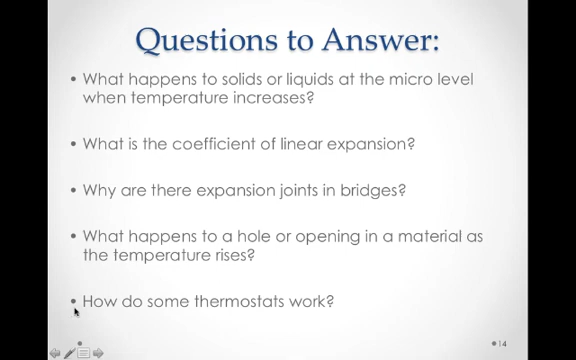 Questions to Answer:
• What happens to solids or liquids at the micro level
when temperature increases?
• What is the coefficient of linear expansion?
• Why are there expansion joints in bridges?
• What happens to a hole or opening in a material as
the temperature rises?
• How do some thermostats work?
14